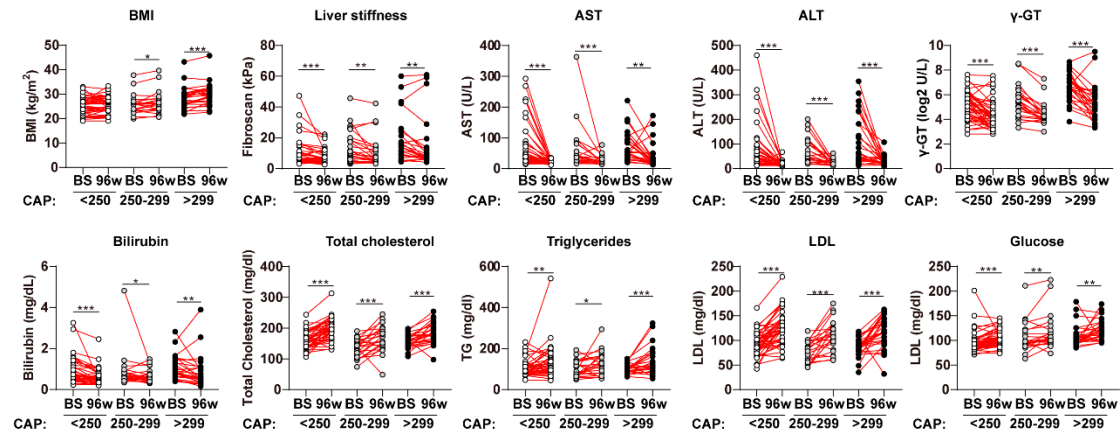 BMI
BMI (kg/m2)
50
40
30
20
10
0
*
***
BS 96w BS 96w BS 96w
CAP: <250 250-299 >299
Liver stiffness
Fibroscan (kPa)
80
60
40
20
0
***
**
**
BS 96w BS 96w BS 96w
CAP: <250 250-299 >299
AST
AST (U/L)
400
300
200
100
0
***
***
**
BS 96w BS 96w BS 96w
CAP: <250 250-299 >299
ALT
ALT (U/L)
500
400
300
200
100
0
***
***
***
BS 96w BS 96w BS 96w
CAP: <250 250-299 >299
γ-GT
γ-GT (log2 U/L)
10
8
6
4
2
0
***
***
***
BS 96w BS 96w BS 96w
CAP: <250 250-299 >299
Bilirubin
Bilirubin (mg/dL)
6
4
2
0
***
*
**
BS 96w BS 96w BS 96w
CAP: <250 250-299 >299
Total cholesterol
Total Cholesterol (mg/dl)
400
300
200
100
0
***
***
***
BS 96w BS 96w BS 96w
CAP: <250 250-299 >299
Triglycerides
TG (mg/dl)
600
400
200
0
**
*
***
BS 96w BS 96w BS 96w
CAP: <250 250-299 >299
LDL
LDL (mg/dl)
250
200
150
100
50
0
***
***
***
BS 96w BS 96w BS 96w
CAP: <250 250-299 >299
Glucose
LDL (mg/dl)
250
200
150
100
50
0
***
**
**
BS 96w BS 96w BS 96w
CAP: <250 250-299 >299